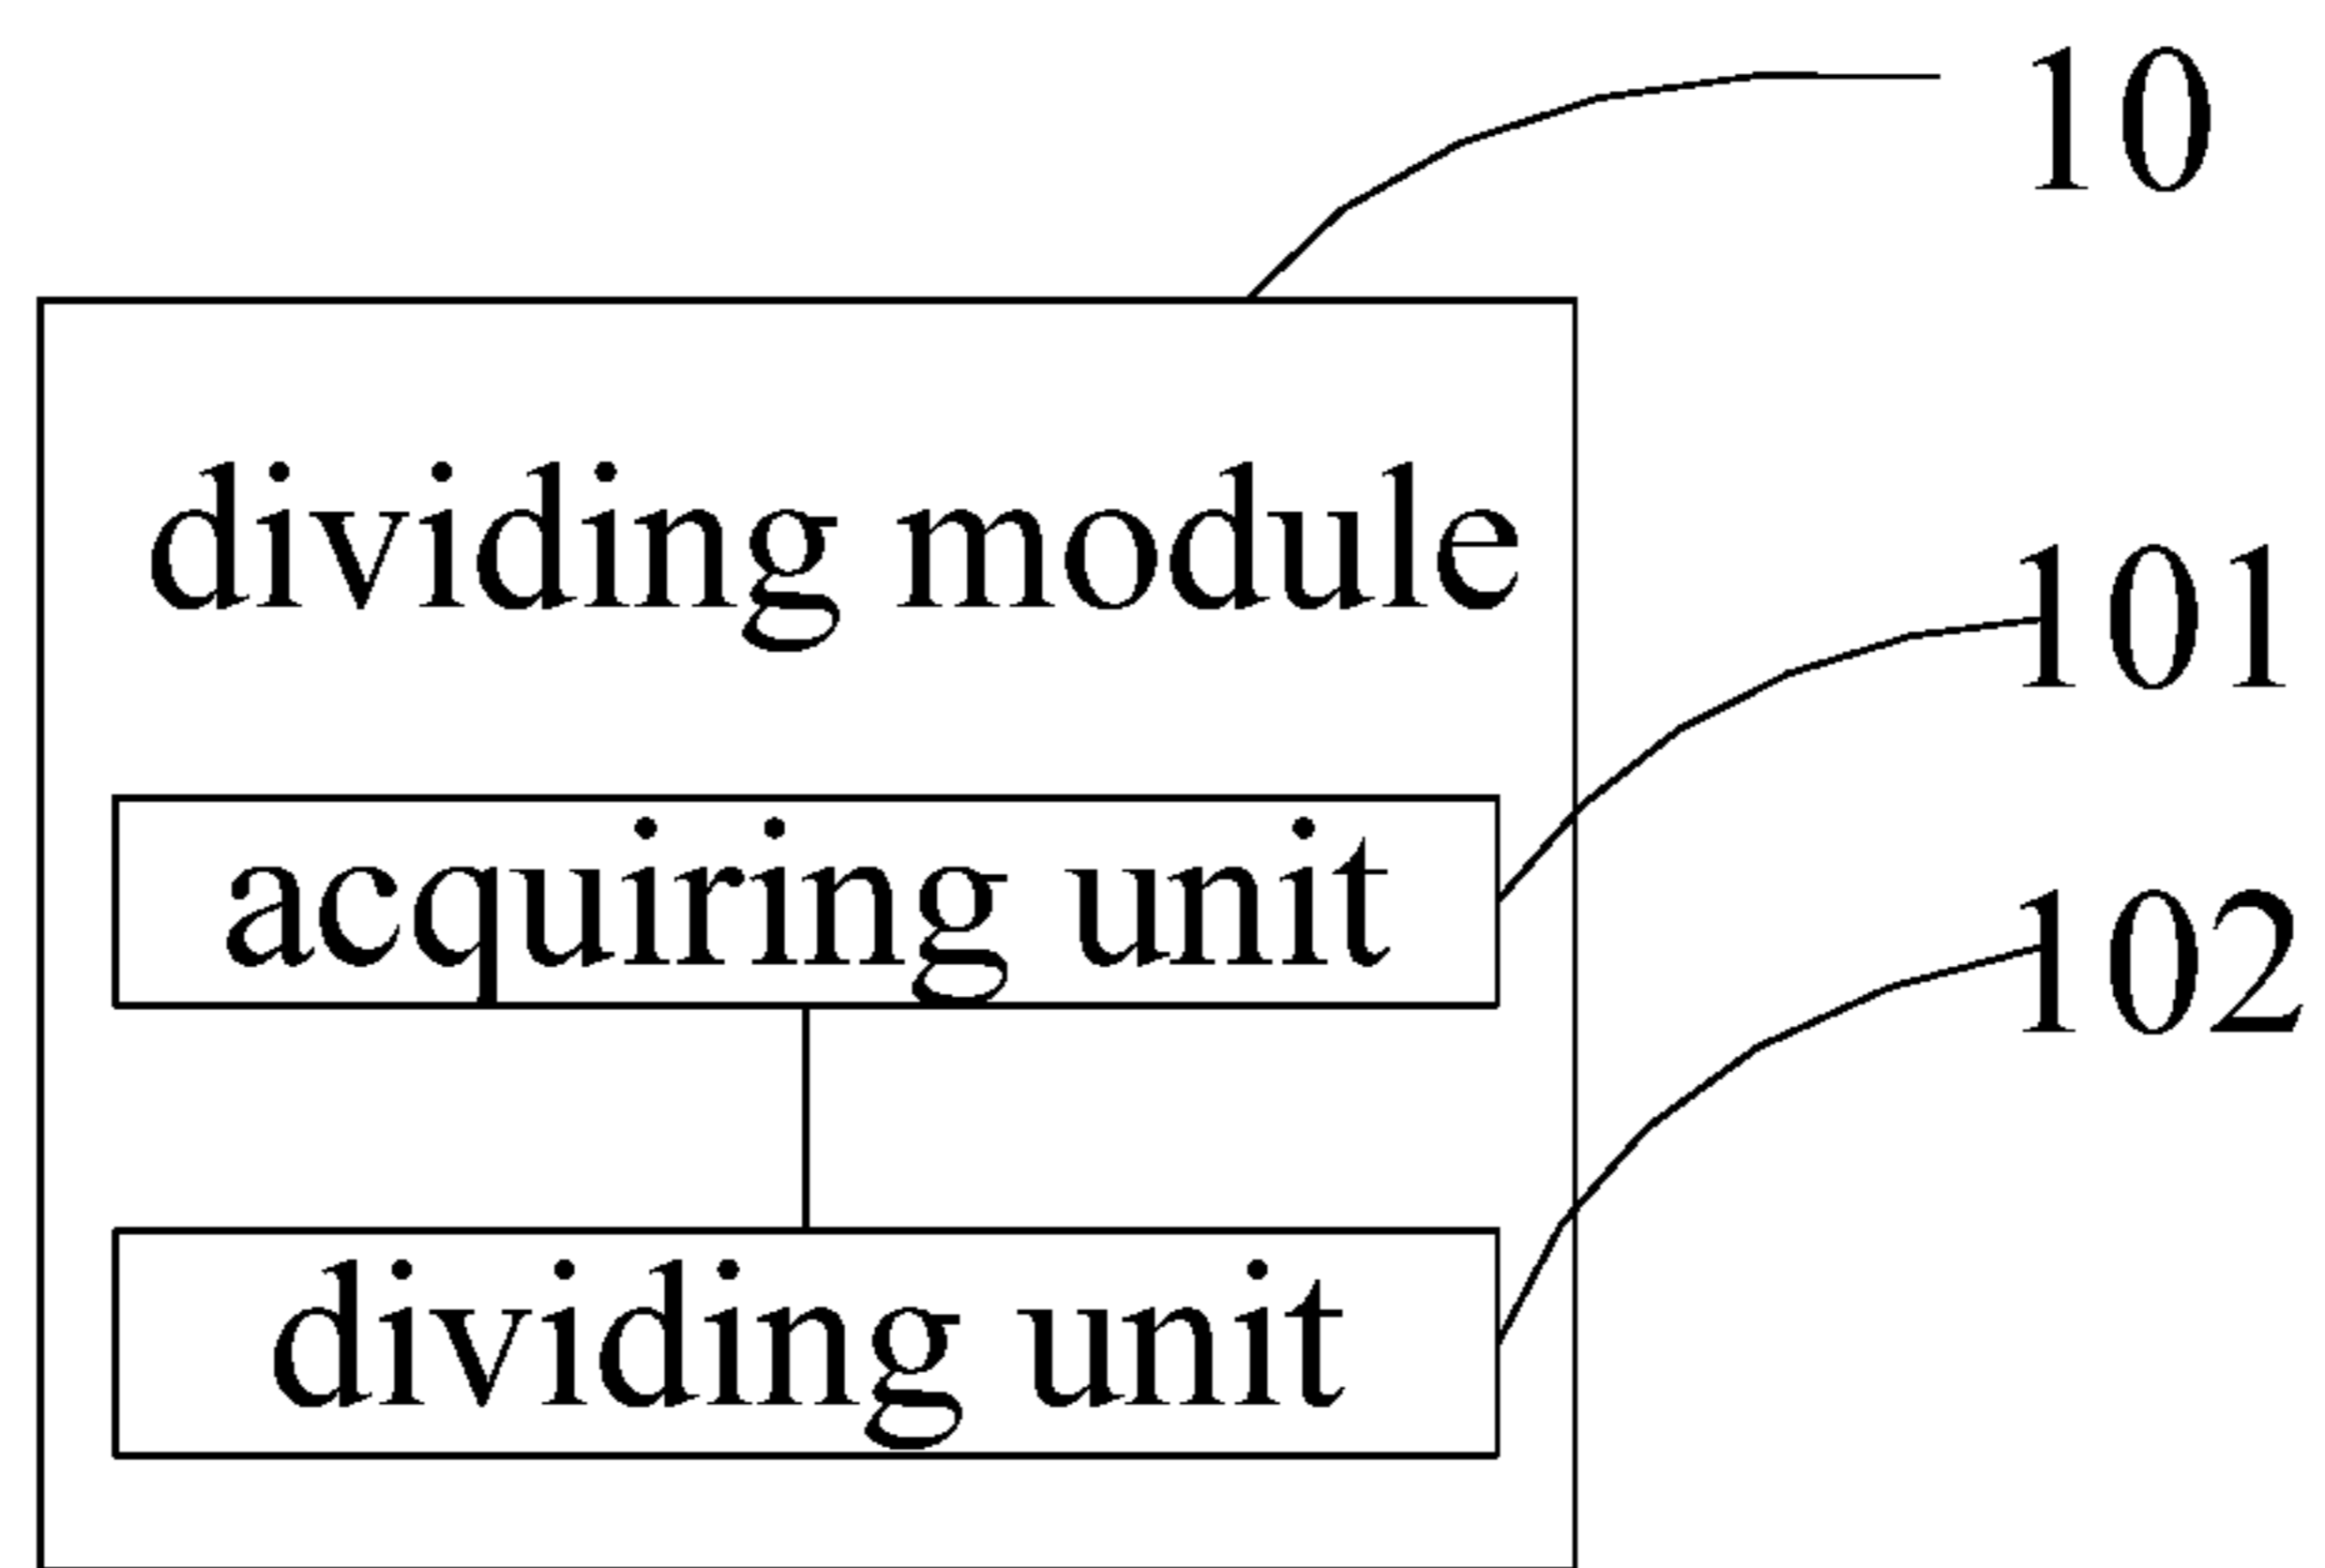 10
dividing module
101
acquiring unit
102
dividing unit